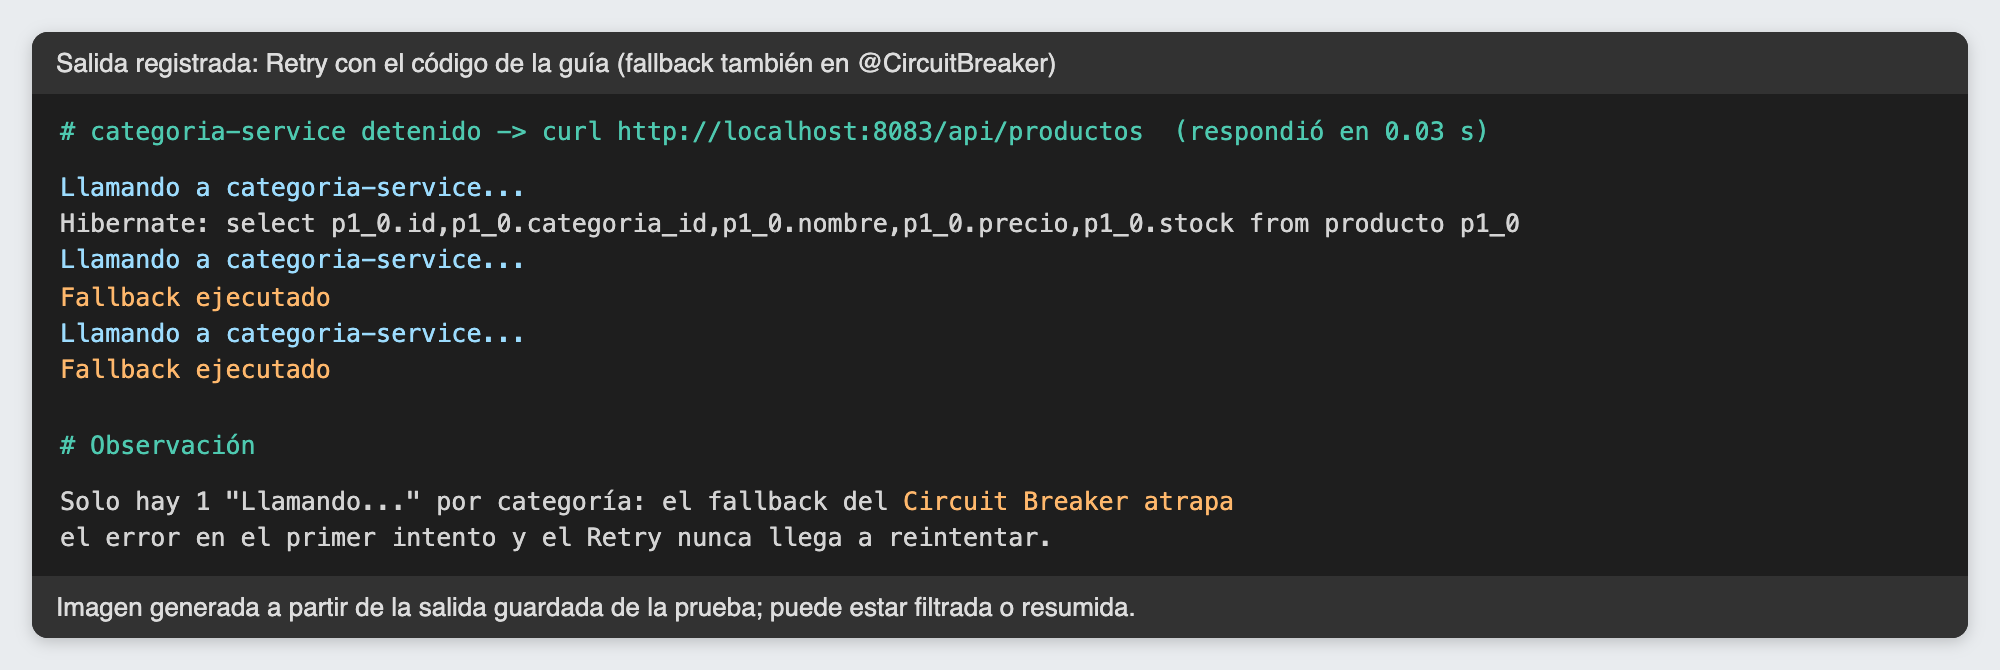 Salida registrada: Retry con el código de la guía (fallback también en @CircuitBreaker)
# categoria-service detenido -> curl http://localhost:8083/api/productos  (respondió en 0.03 s)
Llamando a categoria-service...
Hibernate: select p1_0.id,p1_0.categoria_id,p1_0.nombre,p1_0.precio,p1_0.stock from producto p1_0
Llamando a categoria-service...
Fallback ejecutado
Llamando a categoria-service...
Fallback ejecutado
# Observación
Solo hay 1 "Llamando..." por categoría: el fallback del Circuit Breaker atrapa
el error en el primer intento y el Retry nunca llega a reintentar.
Imagen generada a partir de la salida guardada de la prueba; puede estar filtrada o resumida.